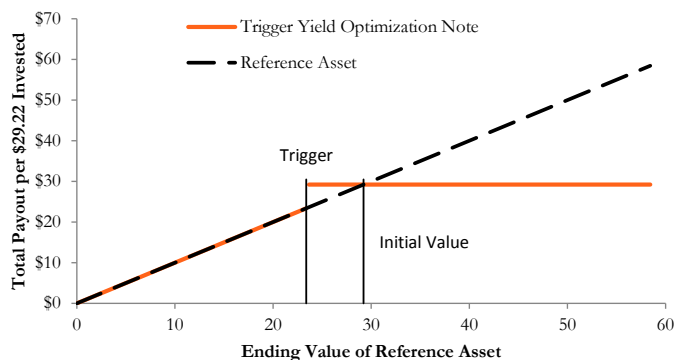 $70
$60
$50
$40
$30
$20
$10
$0
Total Payout per $29.22 Invested
Trigger Yield Optimization Note
Reference Asset
Trigger
Initial Value
0
10
20
30
40
50
60
Ending Value of Reference Asset